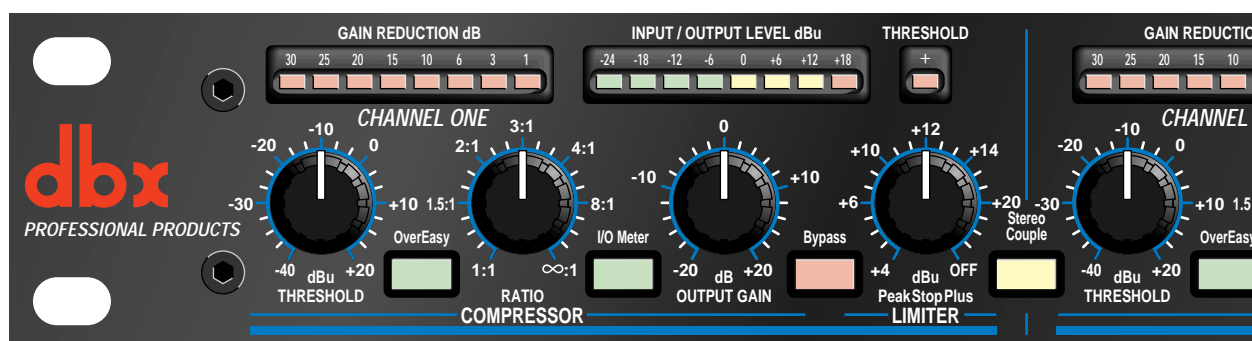 GAIN REDUCTION dB
30 25 20 15 10 6 3 1
INPUT / OUTPUT LEVEL dBu
-24 -18 -12 -6 0 +6 +12 +18
THRESHOLD
+
GAIN REDUCTIO
30 25 20 15 10
CHANNEL ONE
CHANNEL
dbx
PROFESSIONAL PRODUCTS
-40 -30 -20 -10 0 +10 +20
dBu
THRESHOLD
OverEasy
1:1 1.5:1 2:1 3:1 4:1 8:1 ∞:1
RATIO
I/O Meter
-20 -10 0 +10 +20
dB
OUTPUT GAIN
Bypass
+4 +6 +10 +12 +14 +20 OFF
dBu
PeakStopPlus
Stereo
Couple
-40 -30 -20 -10 0 +10 +20
dBu
THRESHOLD
1.5
OverEasy
COMPRESSOR
LIMITER